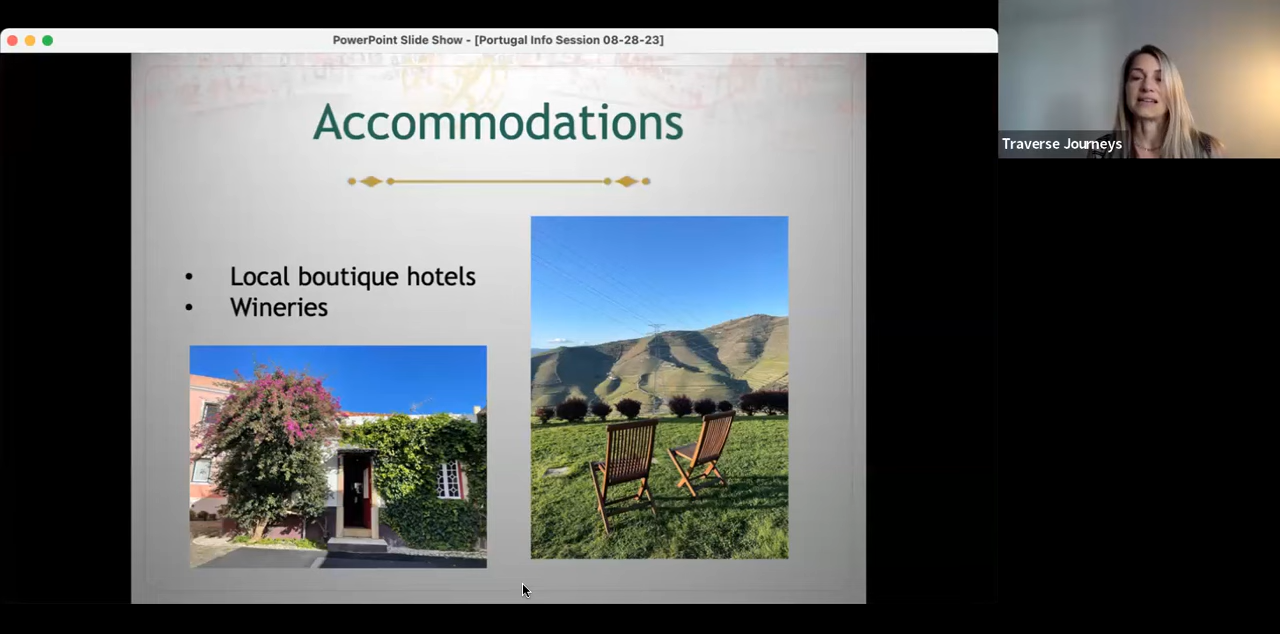 PowerPoint Slide Show - [Portugal Info Session 08-28-23]
Accommodations
• Local boutique hotels
• Wineries
Traverse Journeys